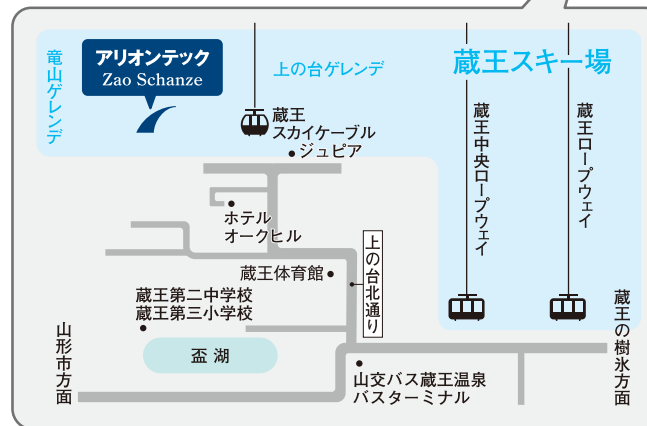 アリオンテック
Zao Schanze
竜山ゲレンデ
上の台ゲレンデ
蔵王スキー場
蔵王
スカイケーブル
ジュピア
蔵王中央ロープウェイ
蔵王ロープウェイ
ホテル
オークヒル
上の台北通り
蔵王体育館
蔵王第二中学校
蔵王第三小学校
盃湖
山形市方面
蔵王の樹氷方面
山交バス蔵王温泉
バスターミナル